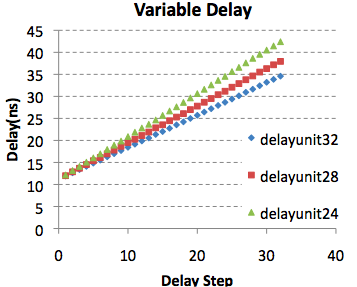 Variable Delay
45
40
35
30
25
20
15
10
5
0
Delay(ns)
delayunit32
delayunit28
delayunit24
0 10 20 30 40
Delay Step